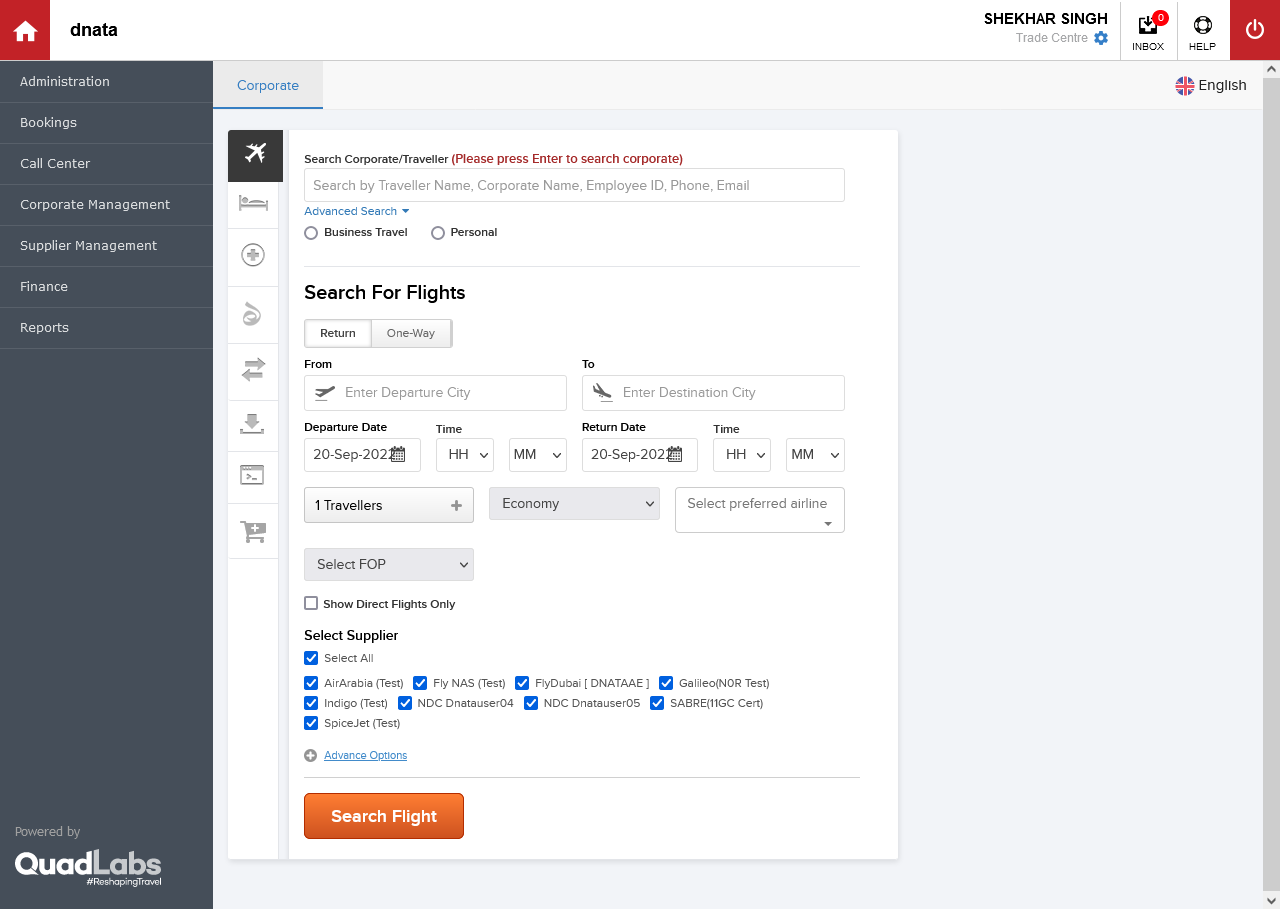 dnata
SHEKHAR SINGH
Trade Centre
0
INBOX
HELP
Administration
Bookings
Call Center
Corporate Management
Supplier Management
Finance
Reports
Corporate
English
Search Corporate/Traveller (Please press Enter to search corporate)
Search by Traveller Name, Corporate Name, Employee ID, Phone, Email
Advanced Search
Business Travel Personal
Search For Flights
Return One-Way
From To
Enter Departure City Enter Destination City
Departure Date Time Return Date Time
20-Sep-2022 HH MM 20-Sep-2022 HH MM
1 Travellers Economy Select preferred airline
Select FOP
Show Direct Flights Only
Select Supplier
Select All
AirArabia (Test) Fly NAS (Test) FlyDubai [ DNATAAE ] Galileo(N0R Test)
Indigo (Test) NDC Dnatauser04 NDC Dnatauser05 SABRE(11GC Cert)
SpiceJet (Test)
Advance Options
Search Flight
Powered by
QuadLabs
#ReshapingTravel